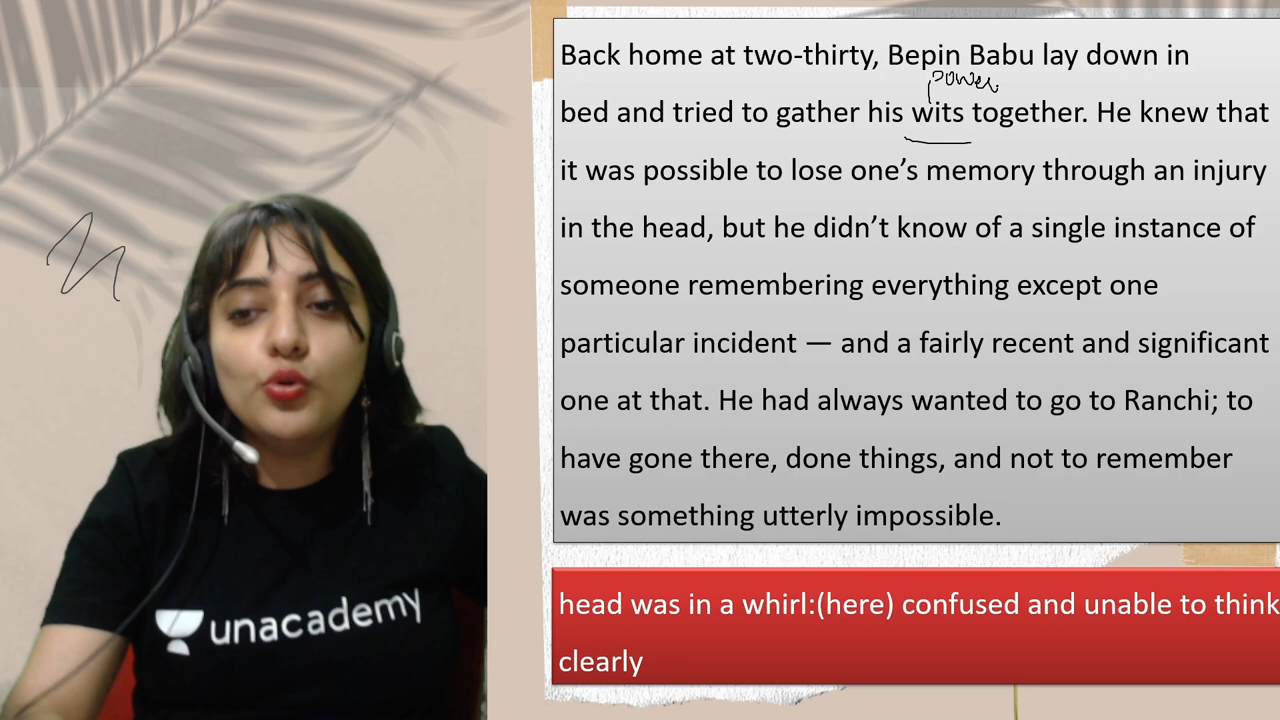 Back home at two-thirty, Bepin Babu lay down in
power
bed and tried to gather his wits together. He knew that
it was possible to lose one’s memory through an injury
in the head, but he didn’t know of a single instance of
someone remembering everything except one
particular incident — and a fairly recent and significant
one at that. He had always wanted to go to Ranchi; to
have gone there, done things, and not to remember
was something utterly impossible.
head was in a whirl:(here) confused and unable to think
clearly
unacademy